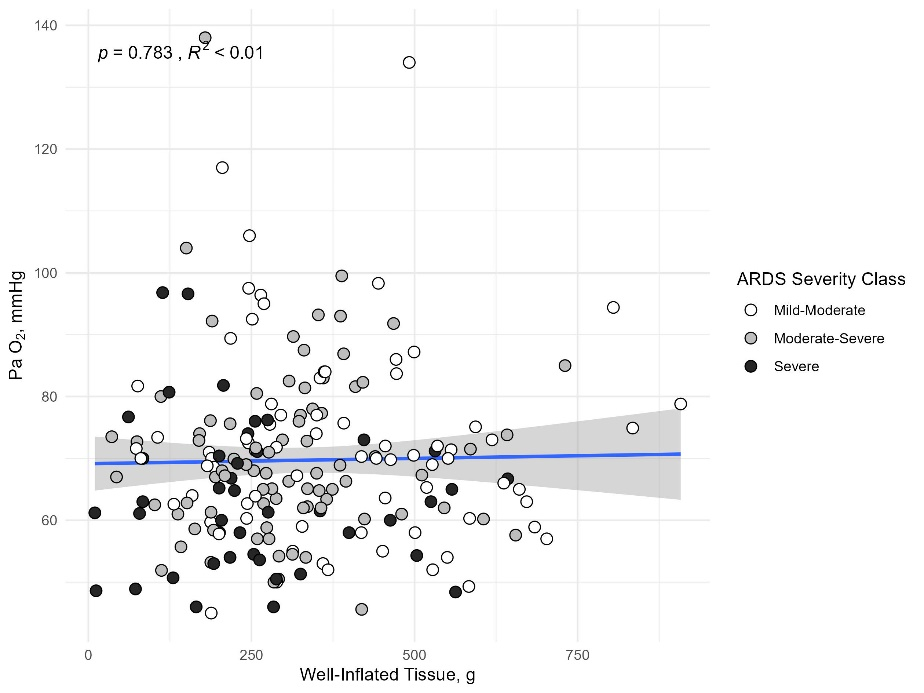 140
p = 0.783 , R² < 0.01
120
100
80
60
Pa O₂, mmHg
0 250 500 750
Well-Inflated Tissue, g
ARDS Severity Class
Mild-Moderate
Moderate-Severe
Severe